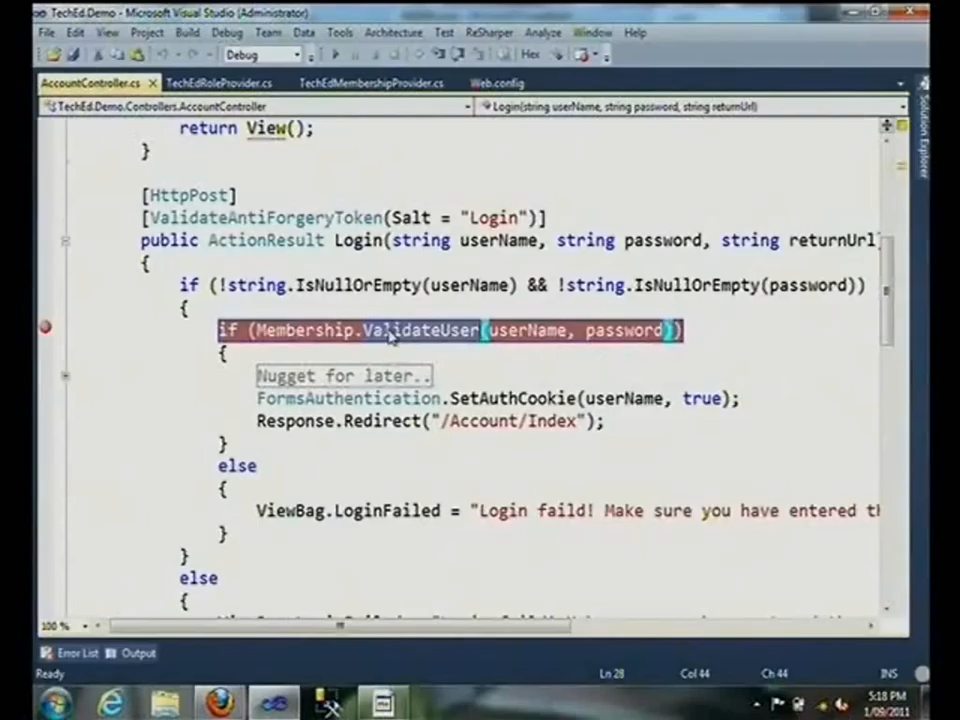 TechEd.Demo - Microsoft Visual Studio (Administrator)
File Edit View Project Build Debug Team Data Tools Architecture Test ReSharper Analyze Window Help
Debug Hex
AccountController.cs TechEdRoleProvider.cs TechEdMembershipProvider.cs Web.config
TechEd.Demo.Controllers.AccountController Login(string userName, string password, string returnUrl)
Solution Explorer
return View();
}
[HttpPost]
[ValidateAntiForgeryToken(Salt = "Login")]
public ActionResult Login(string userName, string password, string returnUrl
{
if (!string.IsNullOrEmpty(userName) && !string.IsNullOrEmpty(password))
{
if (Membership.ValidateUser(userName, password))
{
Nugget for later..
FormsAuthentication.SetAuthCookie(userName, true);
Response.Redirect("/Account/Index");
}
else
{
ViewBag.LoginFailed = "Login faild! Make sure you have entered th
}
}
else
{
100 %
Error List Output
Ready Ln 28 Col 44 Ch 44 INS
5:18 PM
1/09/2011